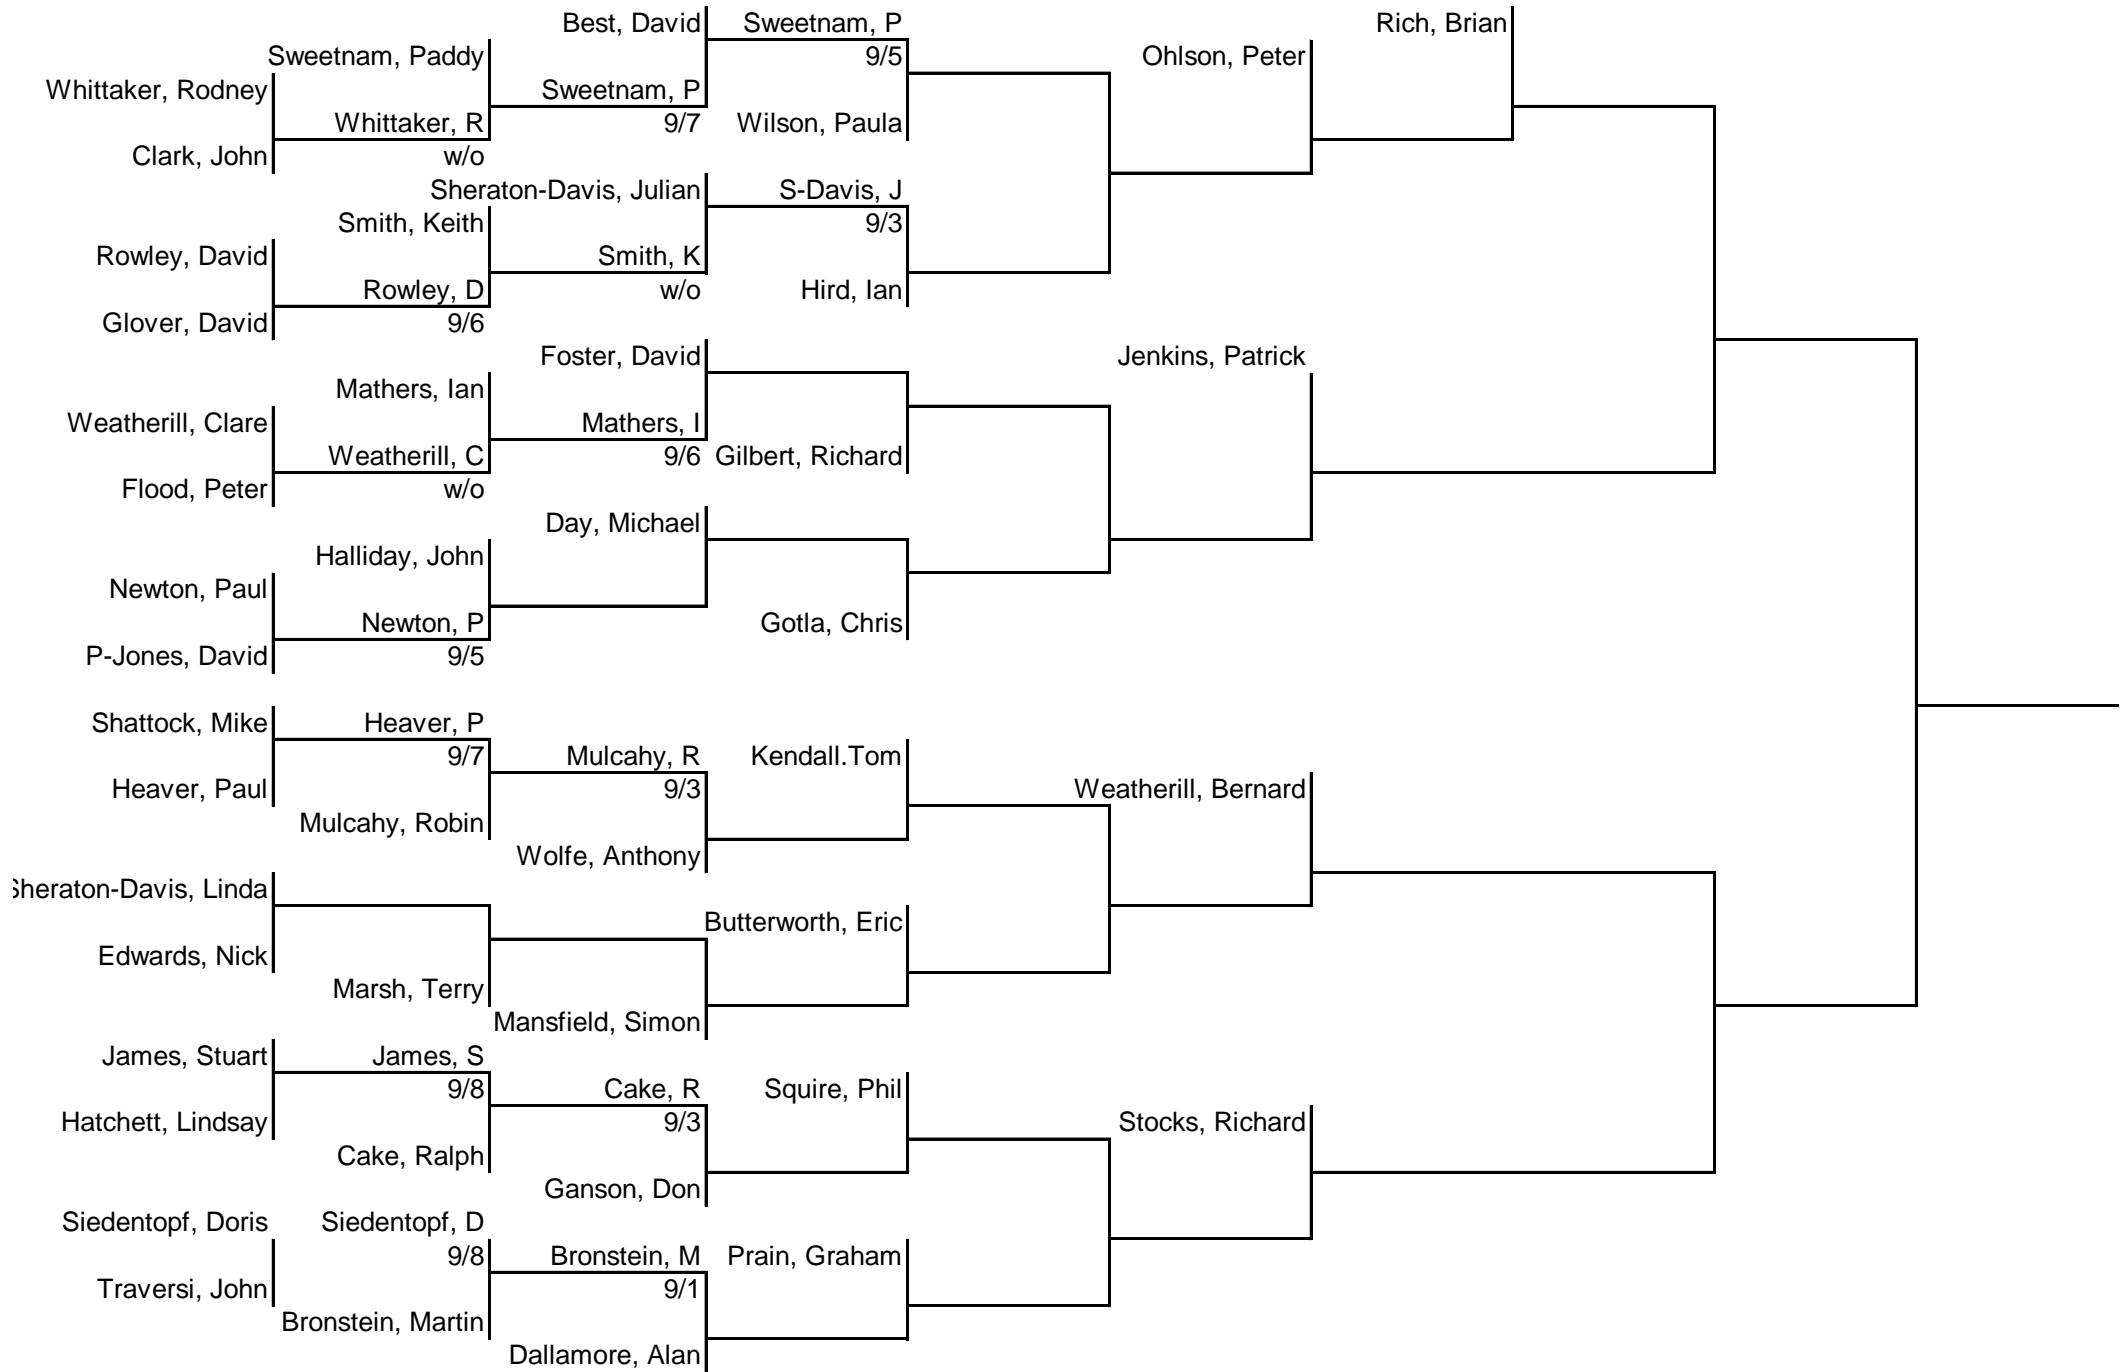 Best, David
Sweetnam, P
Rich, Brian
Sweetnam, Paddy
9/5
Ohlson, Peter
Whittaker, Rodney
Sweetnam, P
Whittaker, R
9/7
Wilson, Paula
Clark, John
w/o
Sheraton-Davis, Julian
S-Davis, J
Smith, Keith
9/3
Rowley, David
Smith, K
Rowley, D
w/o
Hird, Ian
Glover, David
9/6
Foster, David
Jenkins, Patrick
Mathers, Ian
Weatherill, Clare
Mathers, I
Weatherill, C
9/6
Gilbert, Richard
Flood, Peter
w/o
Day, Michael
Halliday, John
Newton, Paul
Newton, P
Gotla, Chris
P-Jones, David
9/5
Shattock, Mike
Heaver, P
9/7
Mulcahy, R
Kendall.Tom
Heaver, Paul
9/3
Weatherill, Bernard
Mulcahy, Robin
Wolfe, Anthony
Sheraton-Davis, Linda
Butterworth, Eric
Edwards, Nick
Marsh, Terry
Mansfield, Simon
James, Stuart
James, S
9/8
Cake, R
Squire, Phil
Hatchett, Lindsay
9/3
Stocks, Richard
Cake, Ralph
Ganson, Don
Siedentopf, Doris
Siedentopf, D
9/8
Bronstein, M
Prain, Graham
Traversi, John
9/1
Bronstein, Martin
Dallamore, Alan